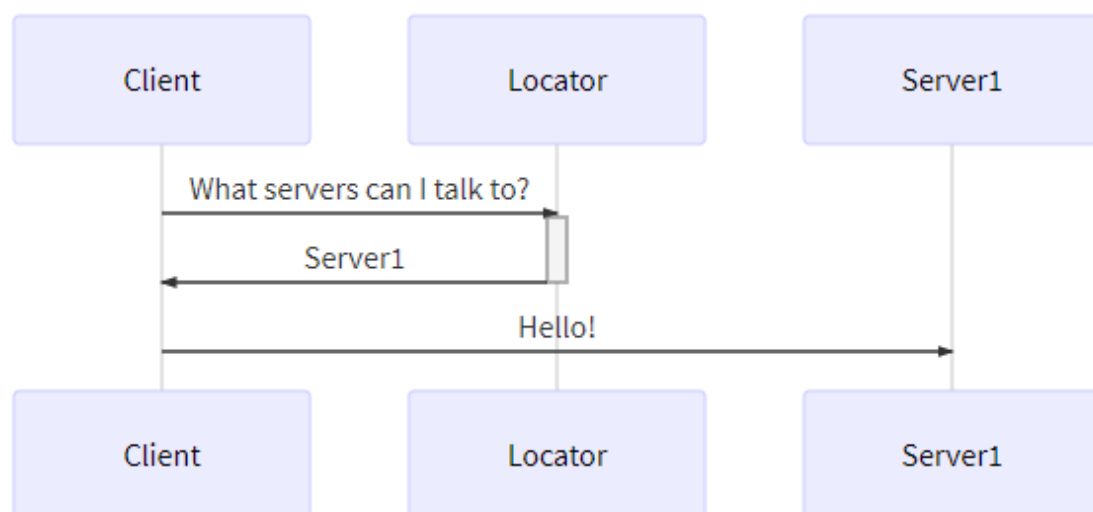 Client
Locator
Server1
What servers can I talk to?
Server1
Hello!
Client
Locator
Server1